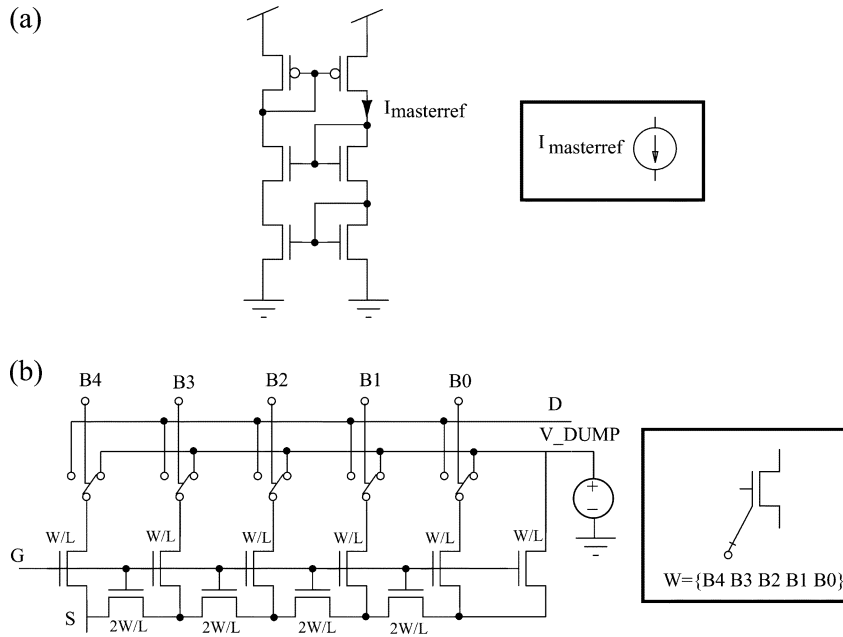 (a)
I masterref
I masterref
(b)
B4 B3 B2 B1 B0
D
V_DUMP
+
−
W/L W/L W/L W/L W/L W/L
G
S
2W/L 2W/L 2W/L 2W/L
W={B4 B3 B2 B1 B0}